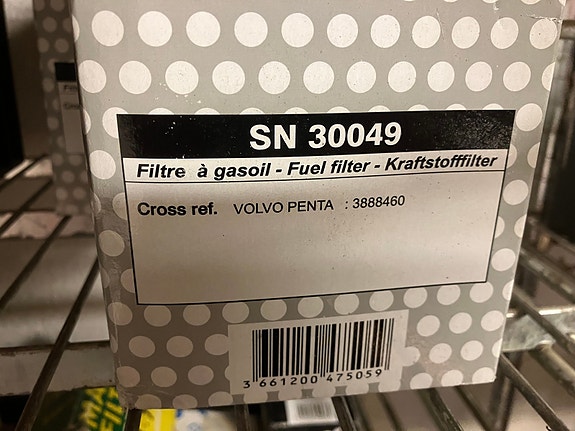 SN 30049
Filtre à gasoil - Fuel filter - Kraftstofffilter
Cross ref. VOLVO PENTA : 3888460
3 661200 475059